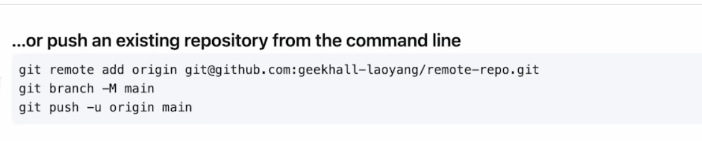 ...or push an existing repository from the command line
git remote add origin git@github.com:geekhall-laoyang/remote-repo.git
git branch -M main
git push -u origin main